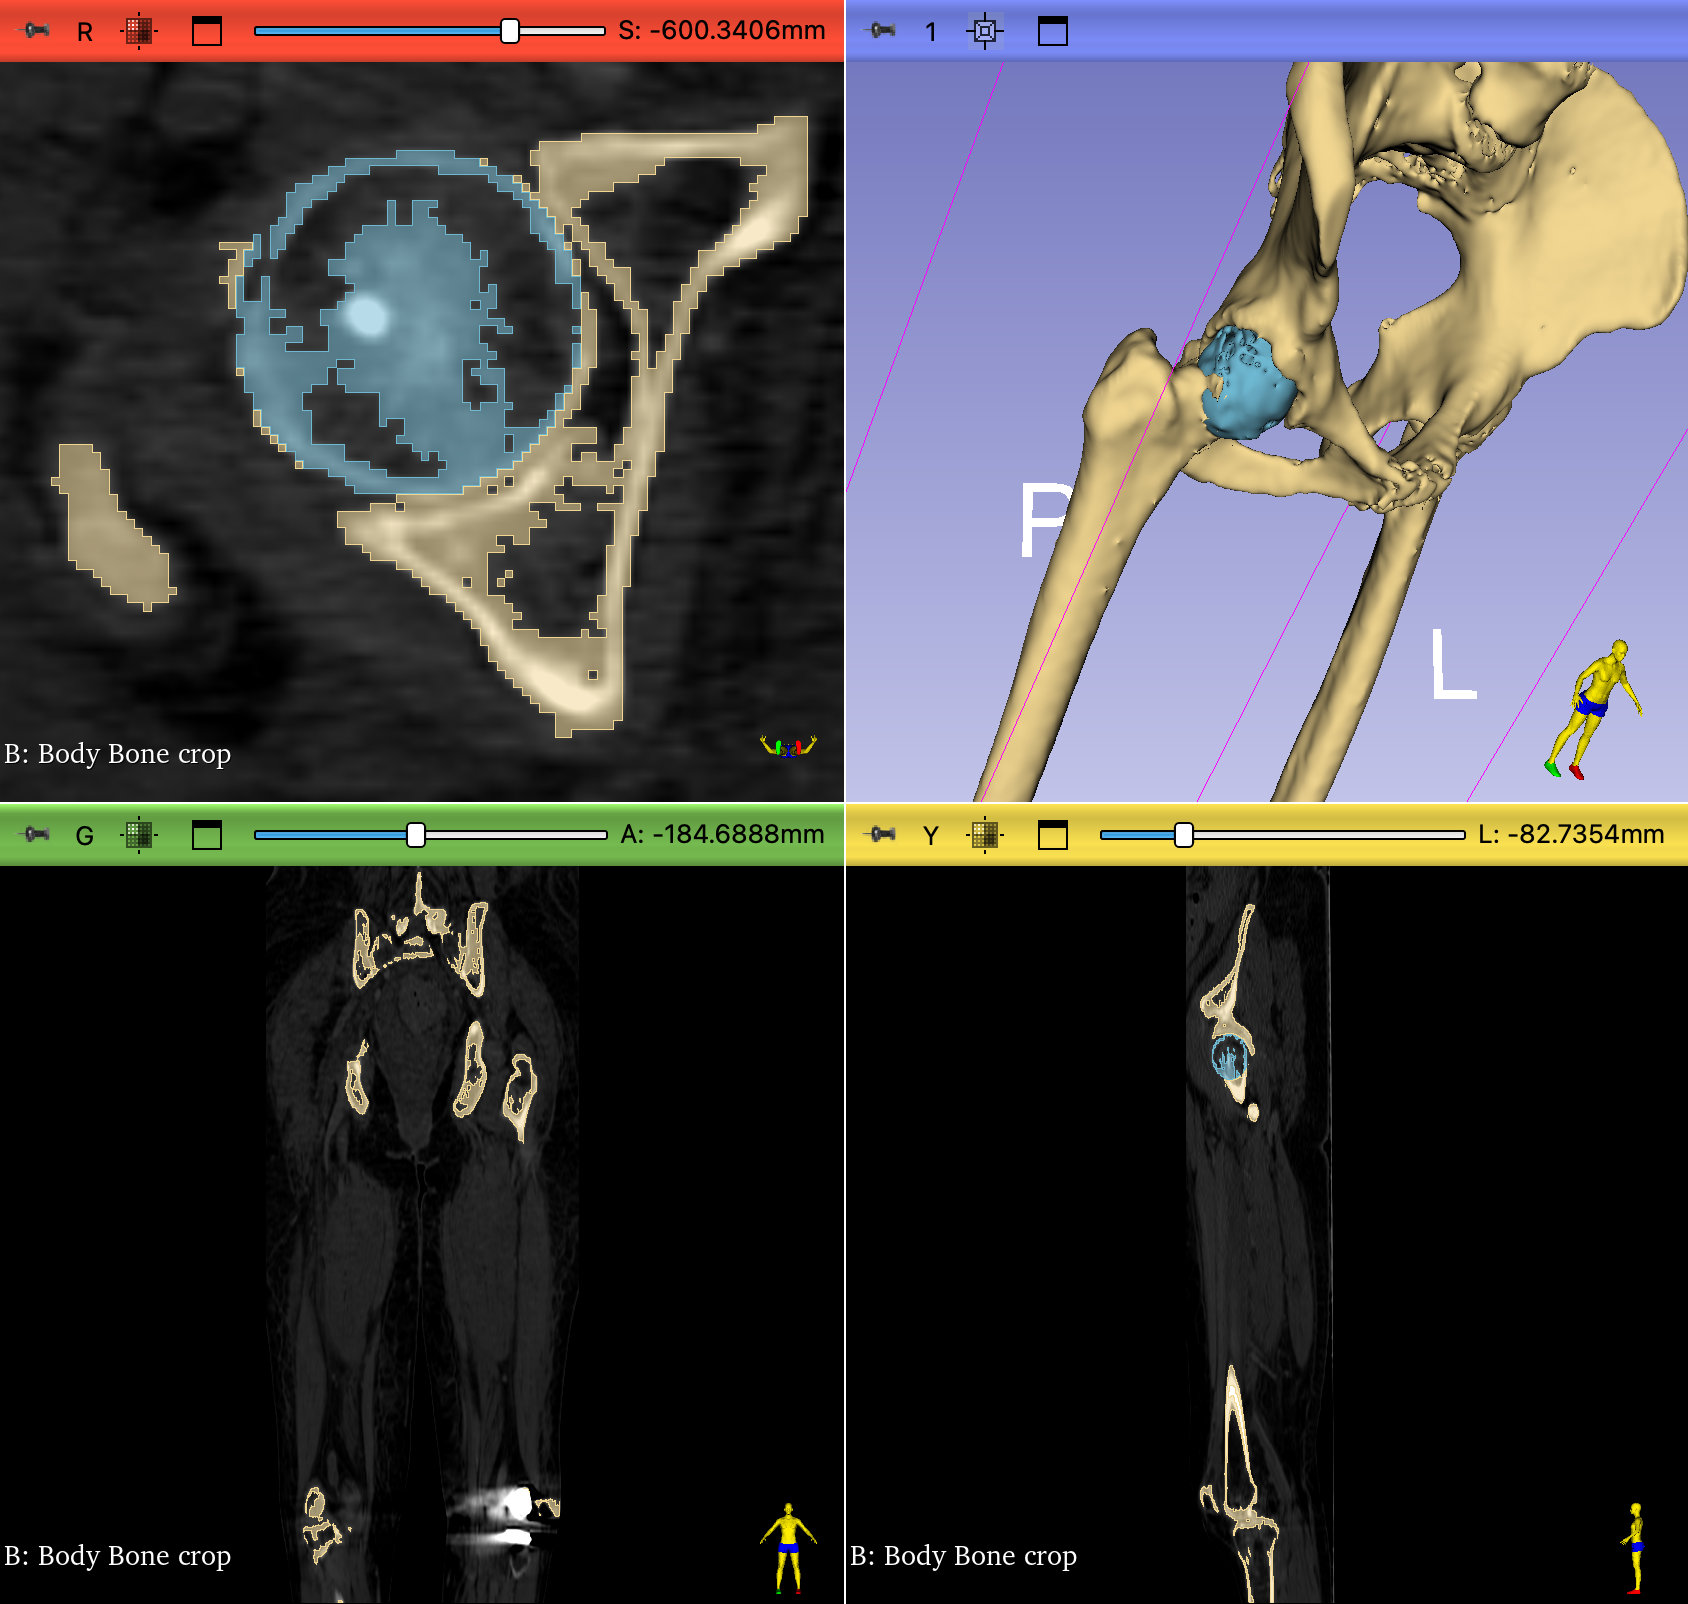 R S: -600.3406mm
1
B: Body Bone crop
P
L
G A: -184.6888mm
Y L: -82.7354mm
B: Body Bone crop
B: Body Bone crop